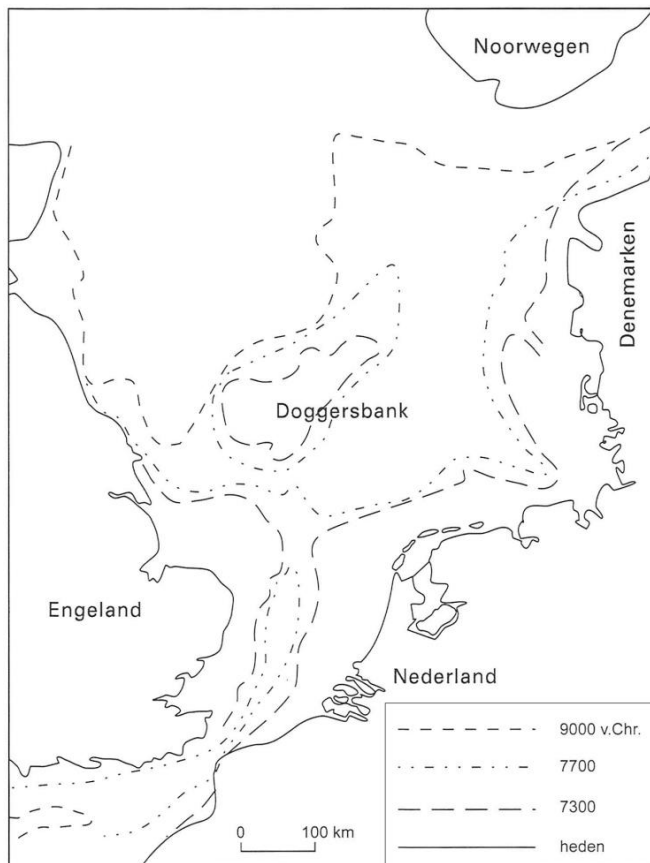 Noorwegen
Denemarken
Doggersbank
Engeland
Nederland
9000 v.Chr.
7700
7300
heden
0 100 km